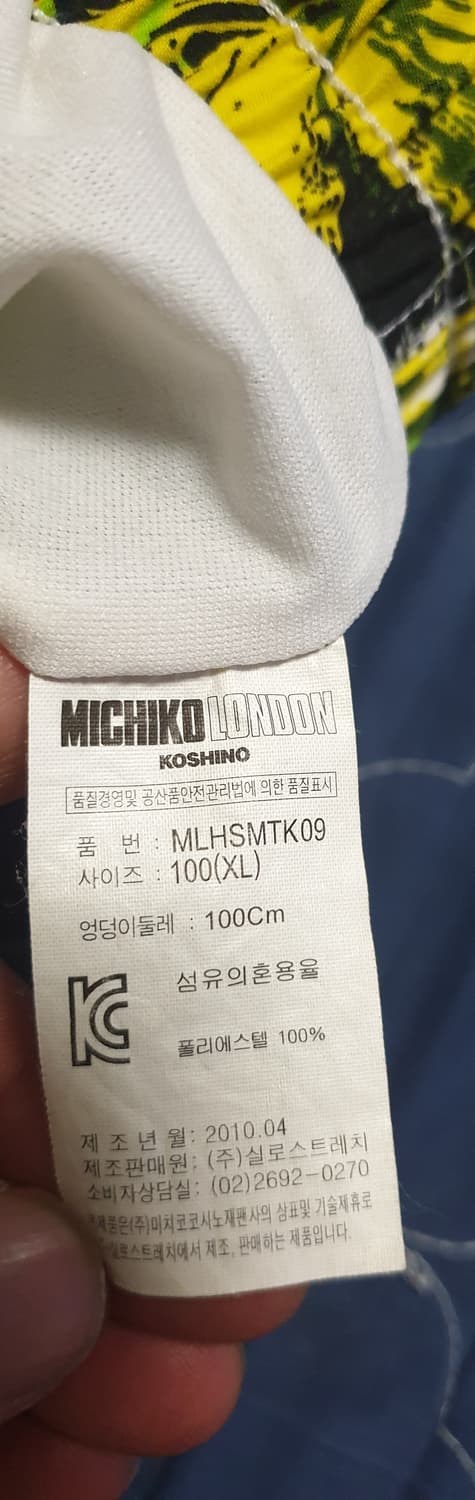 MICHIKO LONDON
KOSHINO
품질경영및 공산품안전관리법에 의한 품질표시
품 번 : MLHSMTK09
사이즈 : 100(XL)
엉덩이둘레 : 100Cm
섬유의혼용율
폴리에스텔 100%
제 조 년 월: 2010.04
제조판매원: (주)실로스트레치
소비자상담실: (02)2692-0270
제품은(주)미치코코시노재팬사의 상표및 기술제휴로
실로스트레치에서 제조, 판매하는 제품입니다.